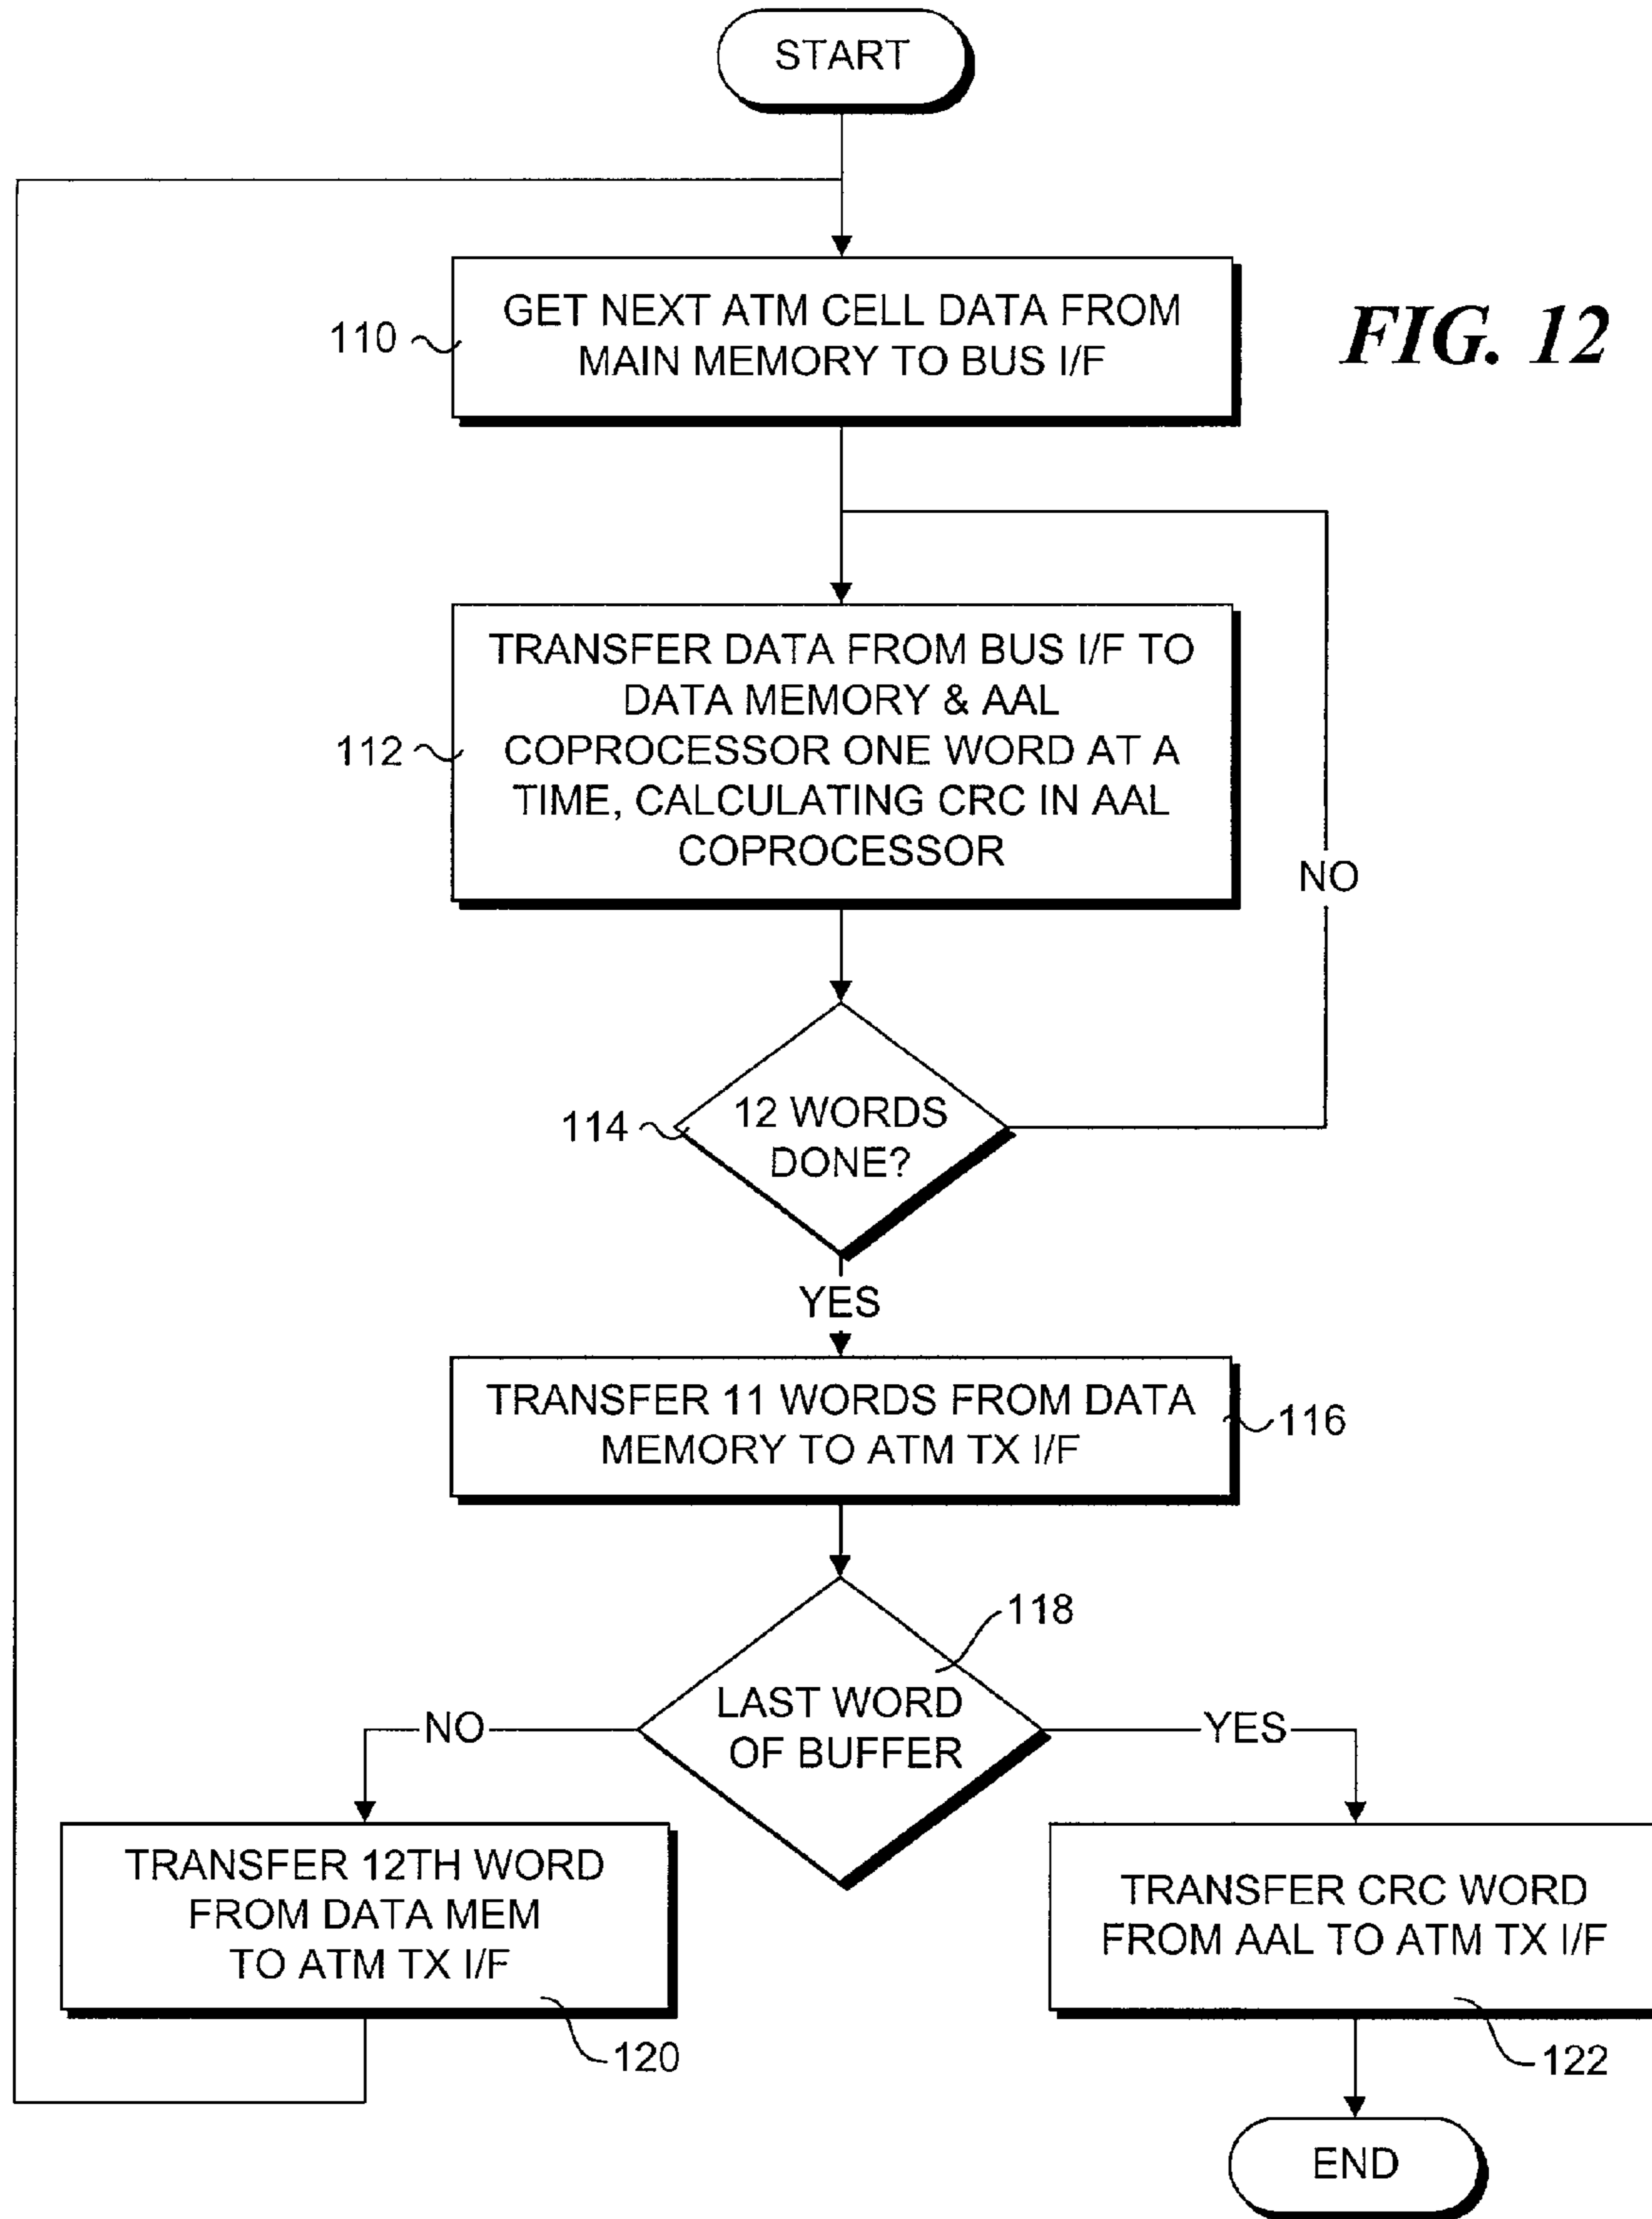 START
FIG. 12
110
GET NEXT ATM CELL DATA FROM
MAIN MEMORY TO BUS I/F
112
TRANSFER DATA FROM BUS I/F TO
DATA MEMORY & AAL
COPROCESSOR ONE WORD AT A
TIME, CALCULATING CRC IN AAL
COPROCESSOR
NO
114
12 WORDS
DONE?
YES
TRANSFER 11 WORDS FROM DATA
MEMORY TO ATM TX I/F
116
118
LAST WORD
OF BUFFER
NO
YES
TRANSFER 12TH WORD
FROM DATA MEM
TO ATM TX I/F
120
TRANSFER CRC WORD
FROM AAL TO ATM TX I/F
122
END